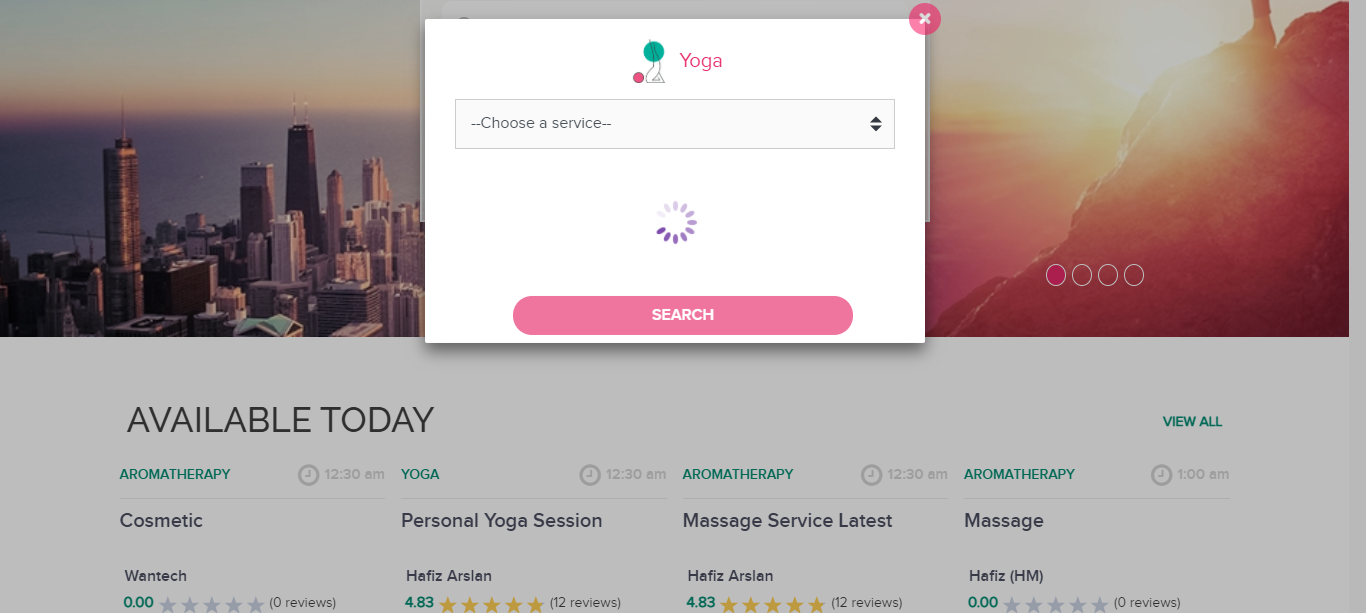 Yoga
--Choose a service--
SEARCH
AVAILABLE TODAY
VIEW ALL
AROMATHERAPY 12:30 am
Cosmetic
Wantech
0.00 (0 reviews)
YOGA 12:30 am
Personal Yoga Session
Hafiz Arslan
4.83 (12 reviews)
AROMATHERAPY 12:30 am
Massage Service Latest
Hafiz Arslan
4.83 (12 reviews)
AROMATHERAPY 1:00 am
Massage
Hafiz (HM)
0.00 (0 reviews)